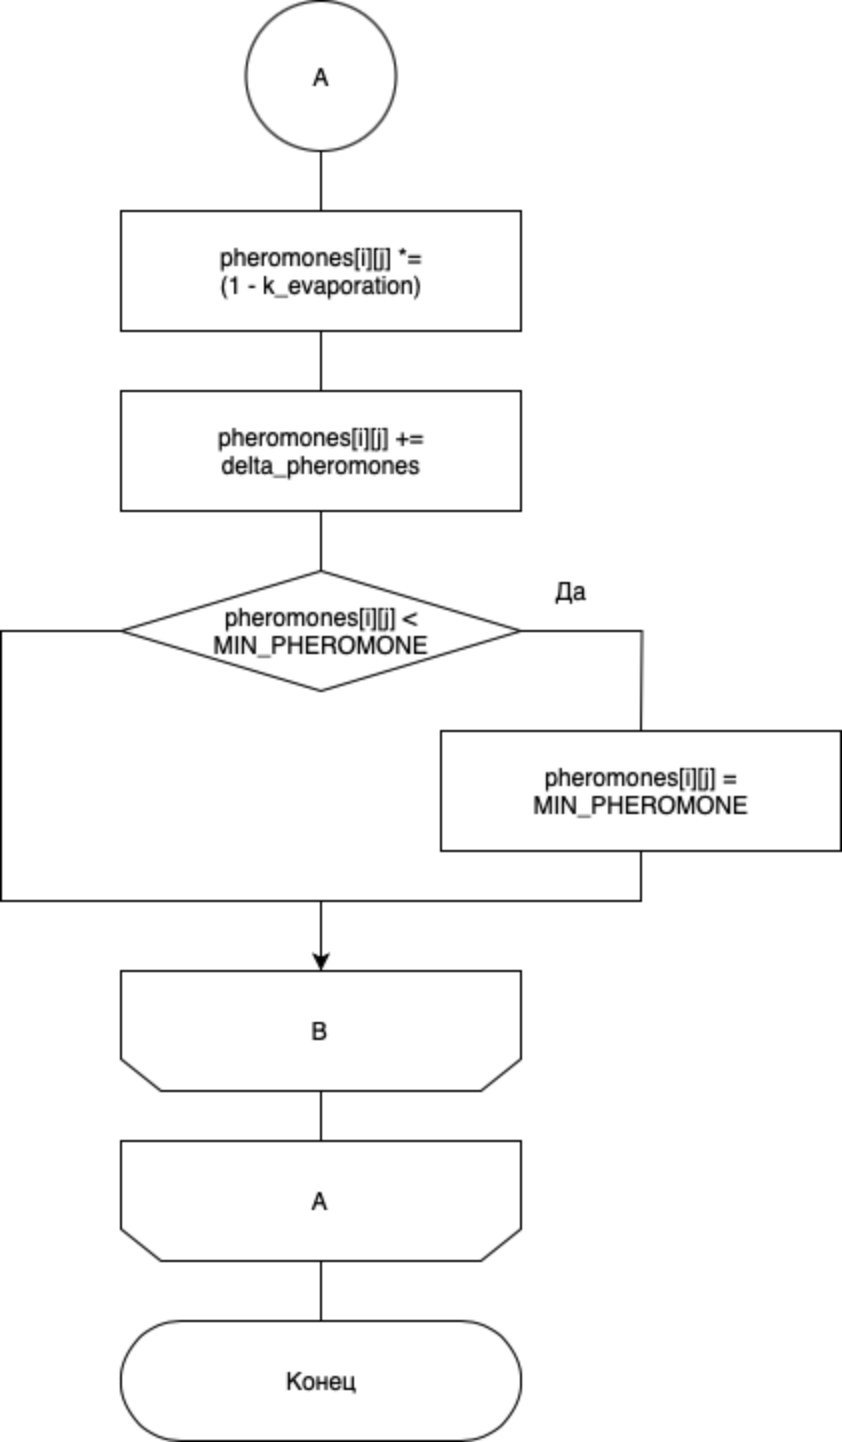 A
pheromones[i][j] *=
(1 - k_evaporation)
pheromones[i][j] +=
delta_pheromones
Да
pheromones[i][j] <
MIN_PHEROMONE
pheromones[i][j] =
MIN_PHEROMONE
B
A
Конец